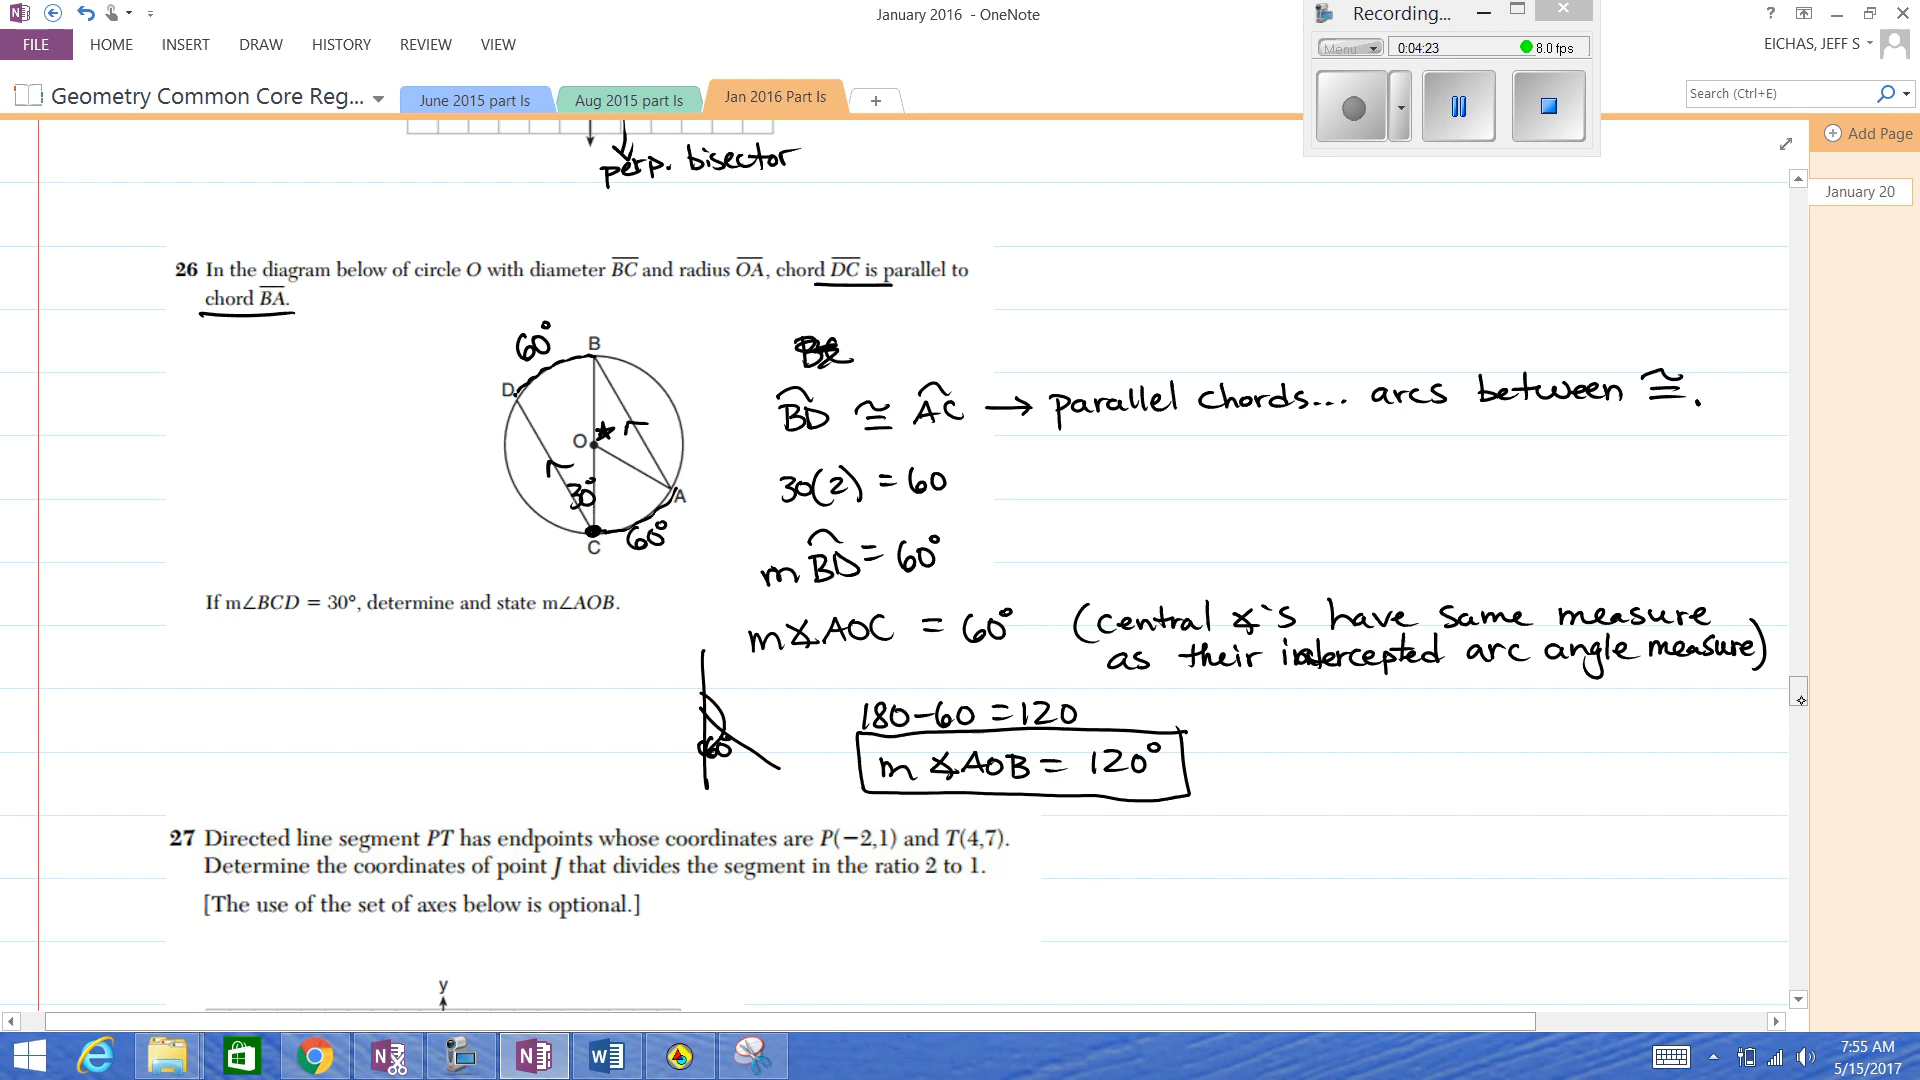 January 2016 - OneNote
Recording...
Menu
0:04:23
8.0 fps
FILE HOME INSERT DRAW HISTORY REVIEW VIEW
EICHAS, JEFF S
Geometry Common Core Reg...
June 2015 part Is
Aug 2015 part Is
Jan 2016 Part Is
Search (Ctrl+E)
Add Page
January 20
perp. bisector
26 In the diagram below of circle O with diameter BC and radius OA, chord DC is parallel to
chord BA.
60°
B
D
O
30°
A
60°
C
BD ≅ AC → parallel chords... arcs between ≅.
30(2) = 60
m BD = 60°
If m∠BCD = 30°, determine and state m∠AOB.
m∡AOC = 60° (central ∡'s have same measure
as their intercepted arc angle measure)
60°
180-60 = 120
m ∡AOB = 120°
27 Directed line segment PT has endpoints whose coordinates are P(−2,1) and T(4,7).
Determine the coordinates of point J that divides the segment in the ratio 2 to 1.
[The use of the set of axes below is optional.]
y
7:55 AM
5/15/2017